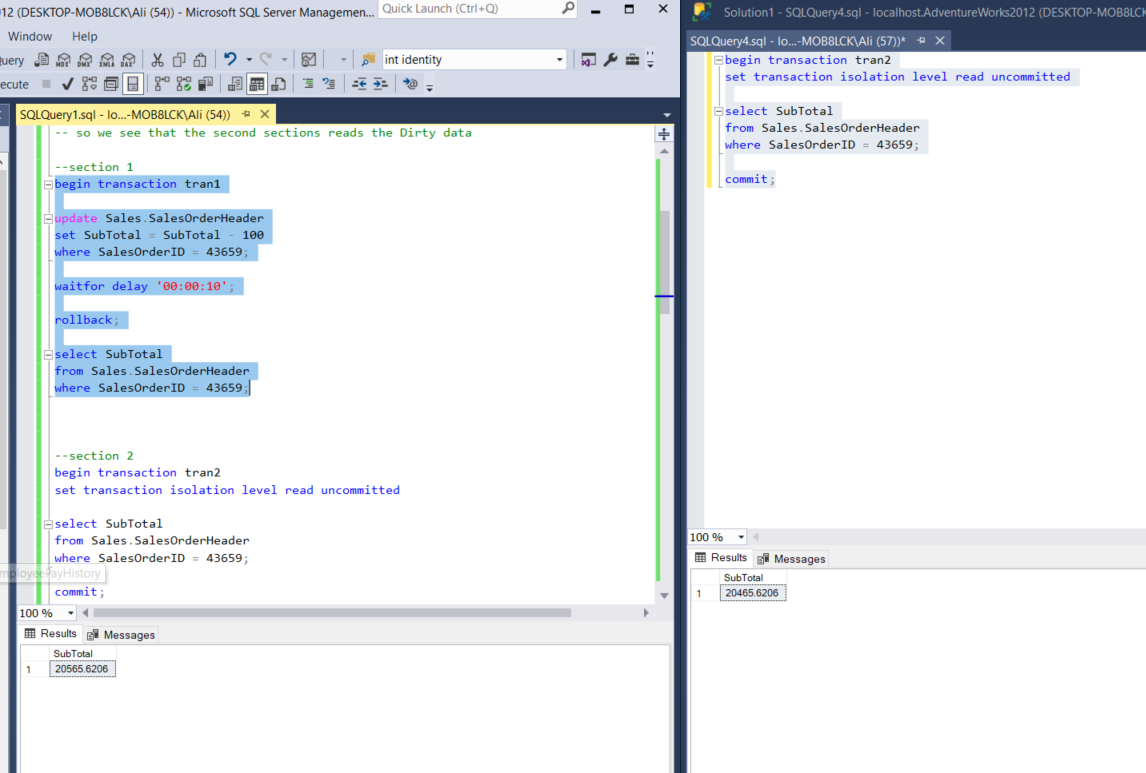 012 (DESKTOP-MOB8LCK\Ali (54)) - Microsoft SQL Server Managemen...
Quick Launch (Ctrl+Q)
Window Help
int identity
SQLQuery1.sql - lo...-MOB8LCK\Ali (54))
-- so we see that the second sections reads the Dirty data
--section 1
begin transaction tran1
update Sales.SalesOrderHeader
set SubTotal = SubTotal - 100
where SalesOrderID = 43659;
waitfor delay '00:00:10';
rollback;
select SubTotal
from Sales.SalesOrderHeader
where SalesOrderID = 43659;
--section 2
begin transaction tran2
set transaction isolation level read uncommitted
select SubTotal
from Sales.SalesOrderHeader
where SalesOrderID = 43659;
commit;
100 %
Results Messages
SubTotal
1 20565.6206
Solution1 - SQLQuery4.sql - localhost.AdventureWorks2012 (DESKTOP-MOB8LCK
SQLQuery4.sql - lo...-MOB8LCK\Ali (57))*
begin transaction tran2
set transaction isolation level read uncommitted
select SubTotal
from Sales.SalesOrderHeader
where SalesOrderID = 43659;
commit;
100 %
Results Messages
SubTotal
1 20465.6206